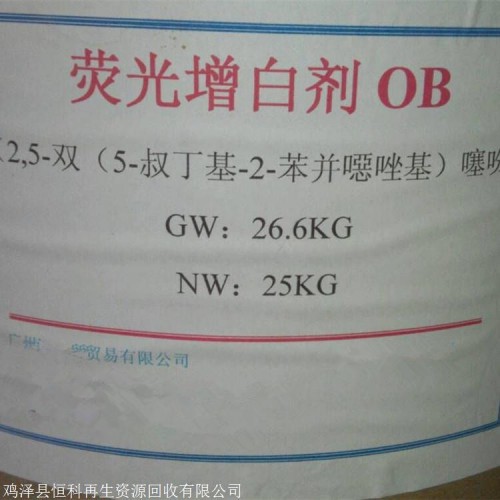 荧光增白剂 OB
2,5-双（5-叔丁基-2-苯并噁唑基）噻吩
GW：26.6KG
NW：25KG
广州 贸易有限公司
鸡泽县恒科再生资源回收有限公司